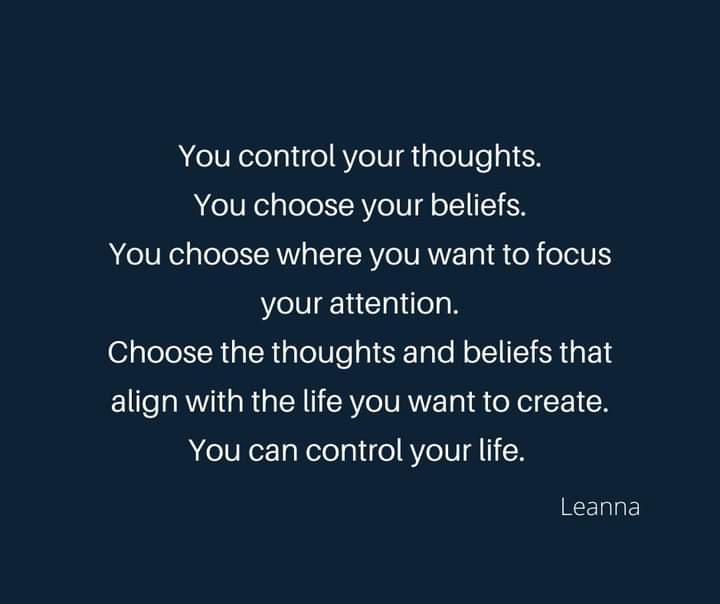 You control your thoughts.
You choose your beliefs.
You choose where you want to focus
your attention.
Choose the thoughts and beliefs that
align with the life you want to create.
You can control your life.
Leanna